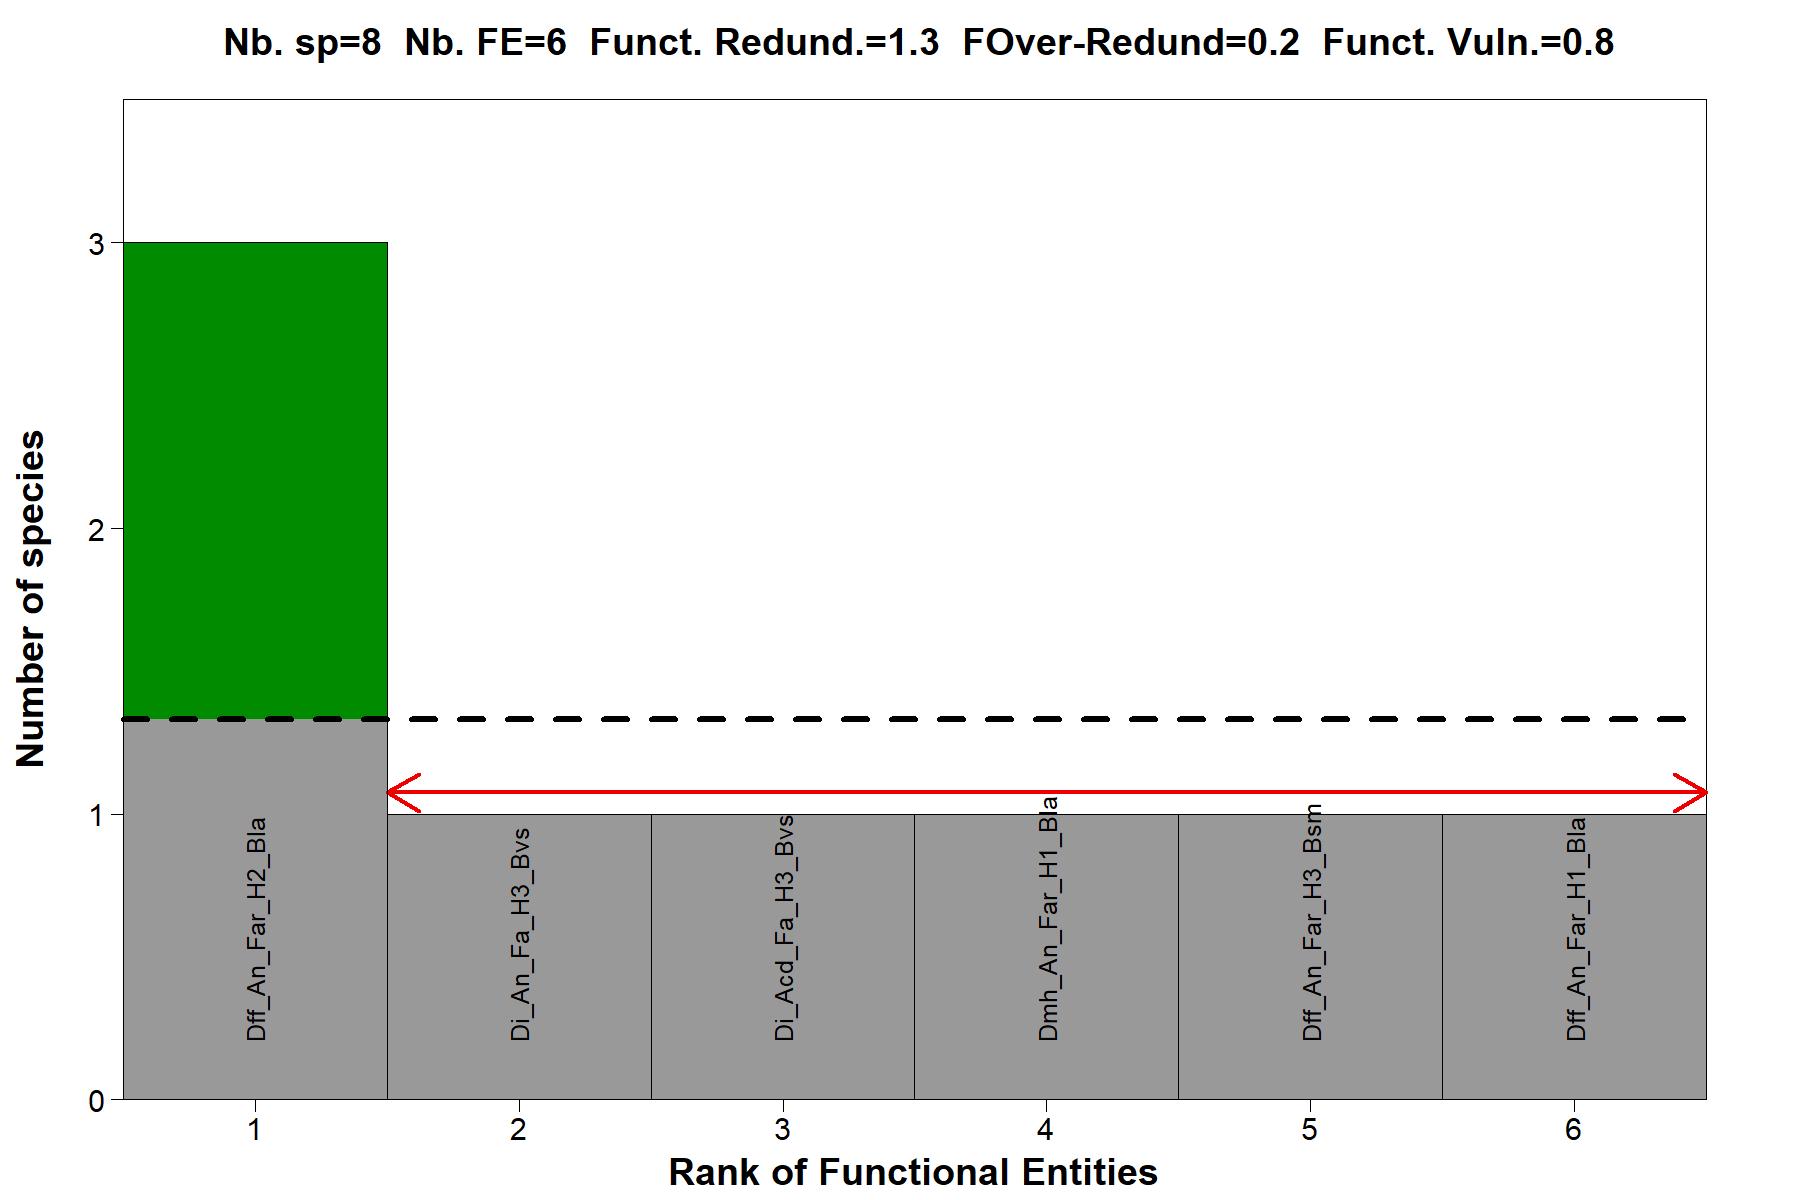 Nb. sp=8  Nb. FE=6  Funct. Redund.=1.3  FOver-Redund=0.2  Funct. Vuln.=0.8
Number of species
3
2
1
0
Dff_An_Far_H2_Bla
Di_An_Fa_H3_Bvs
Di_Acd_Fa_H3_Bvs
Dmh_An_Far_H1_Bla
Dff_An_Far_H3_Bsm
Dff_An_Far_H1_Bla
1 2 3 4 5 6
Rank of Functional Entities